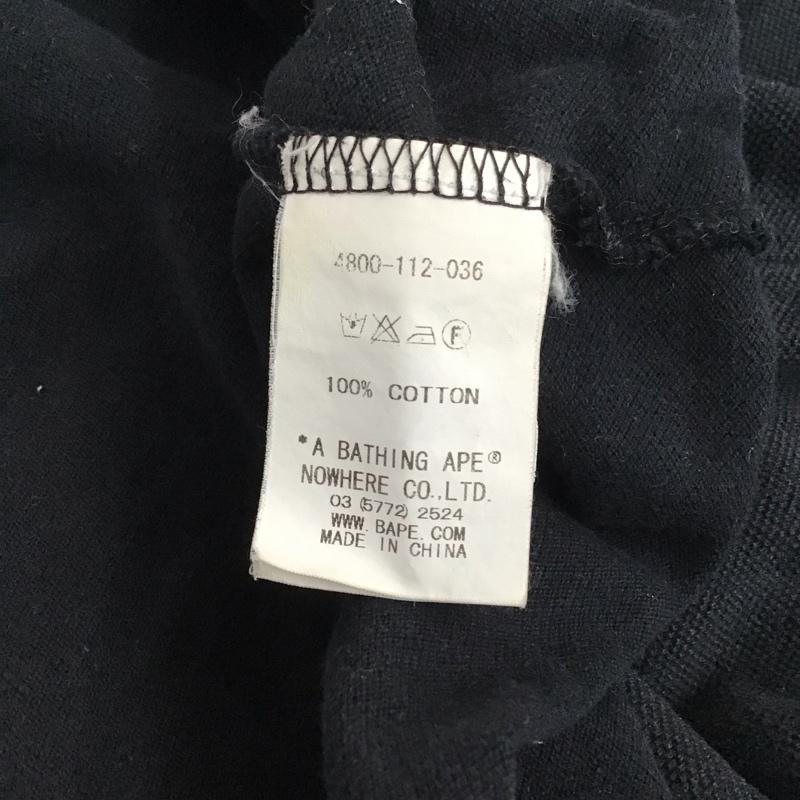 4800-112-036
F
100% COTTON
*A BATHING APE®
NOWHERE CO.,LTD.
03 (5772) 2524
WWW. BAPE. COM
MADE IN CHINA